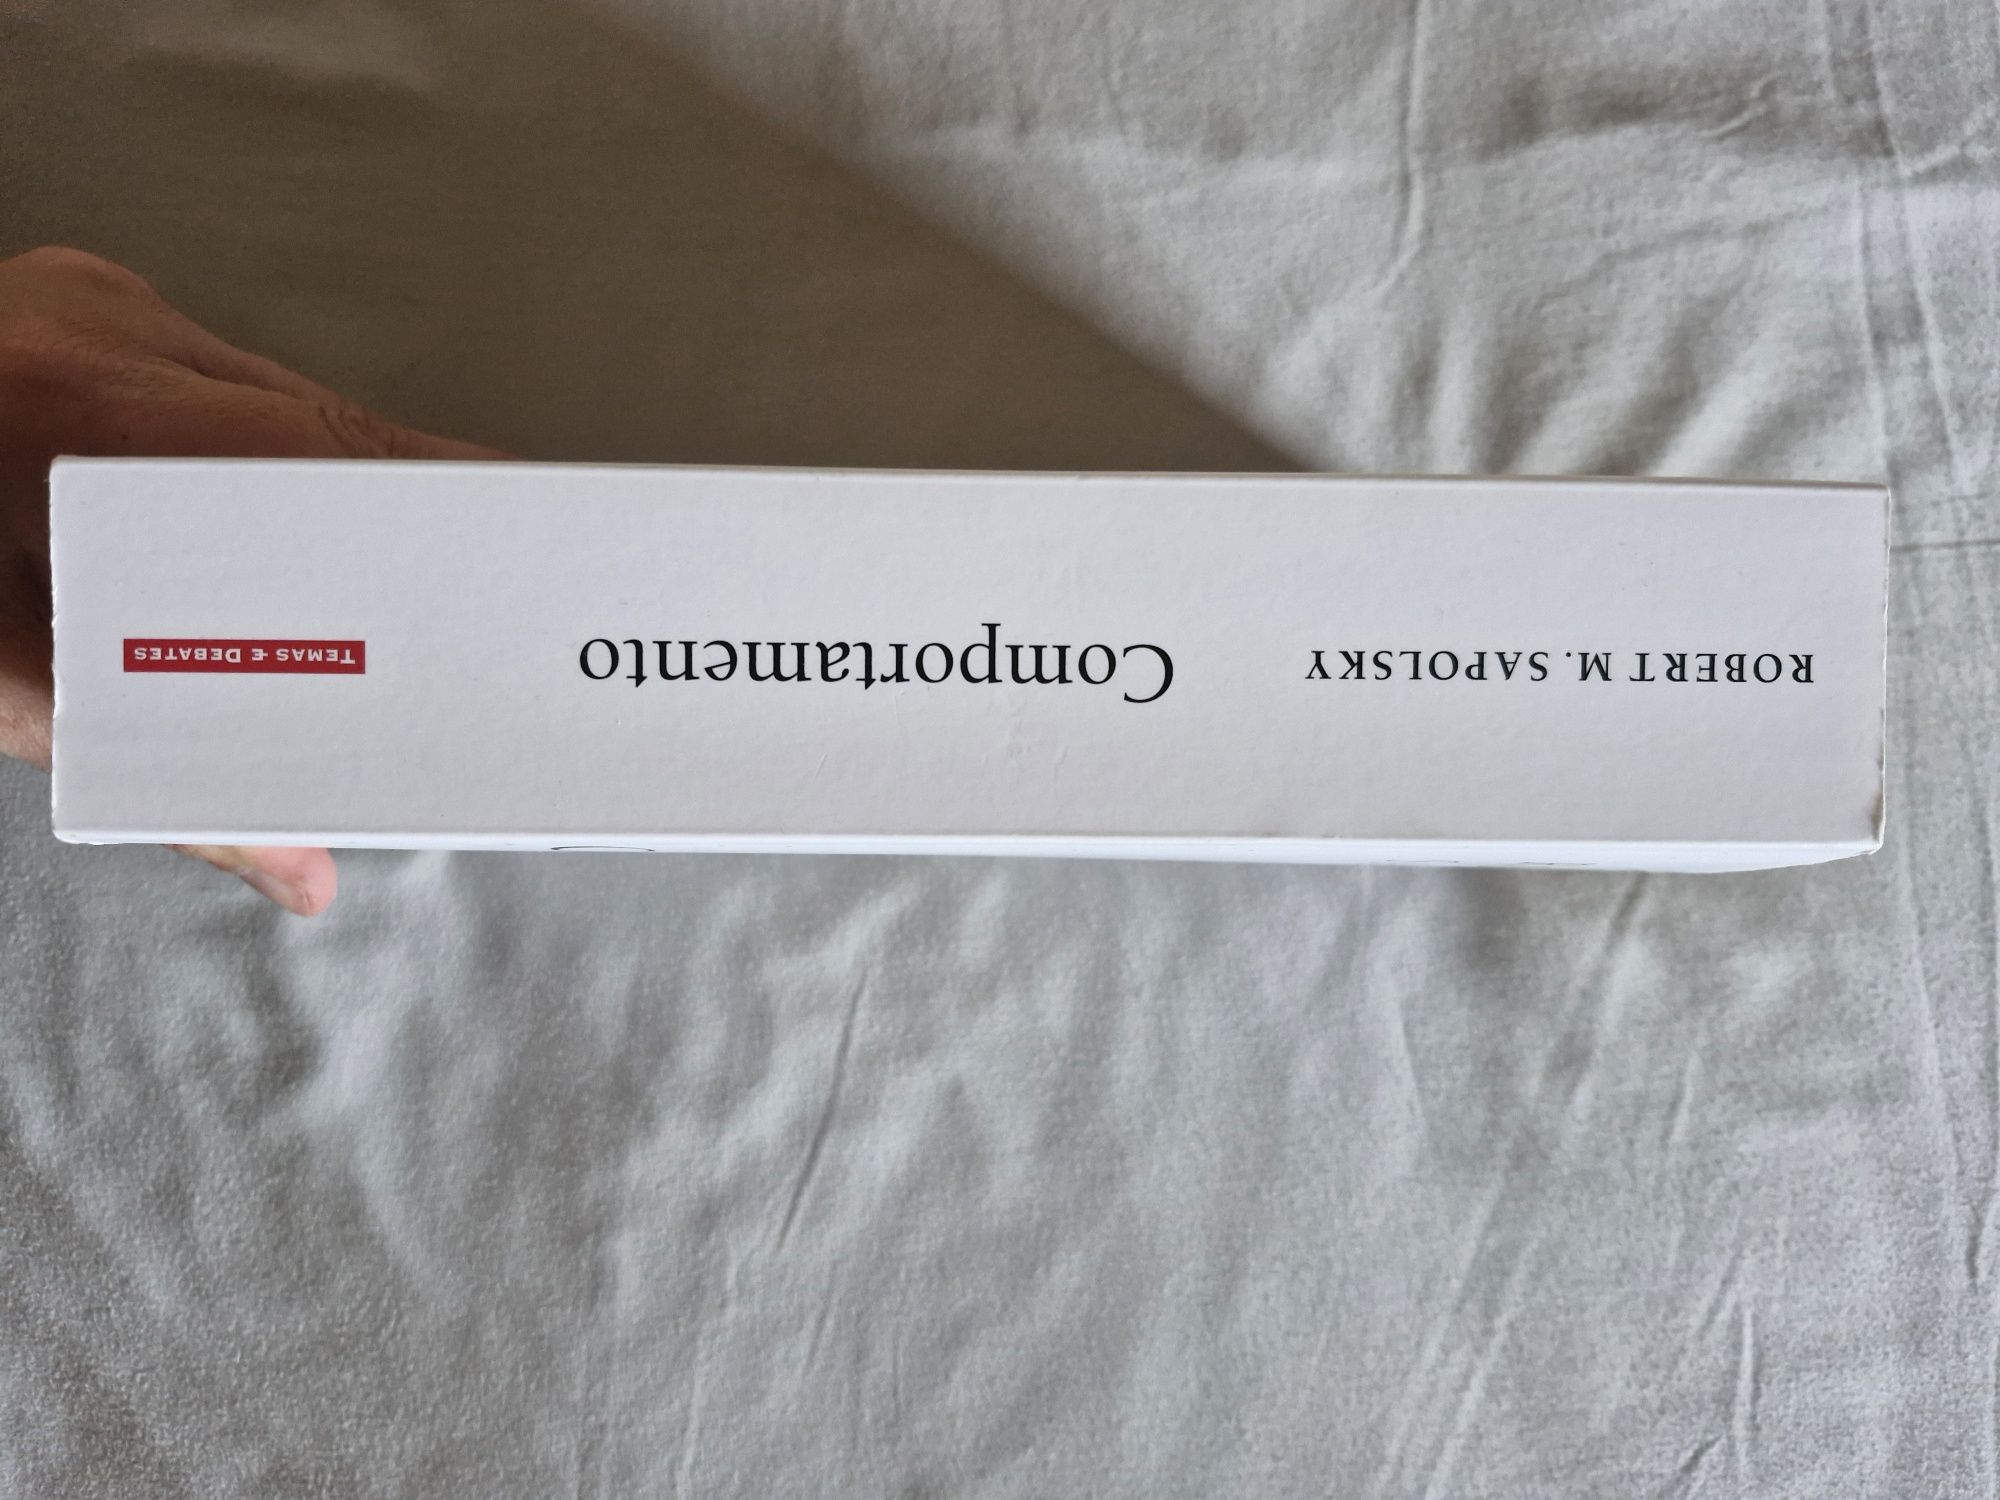 ROBERT M. SAPOLSKY
Comportamento
TEMAS E DEBATES